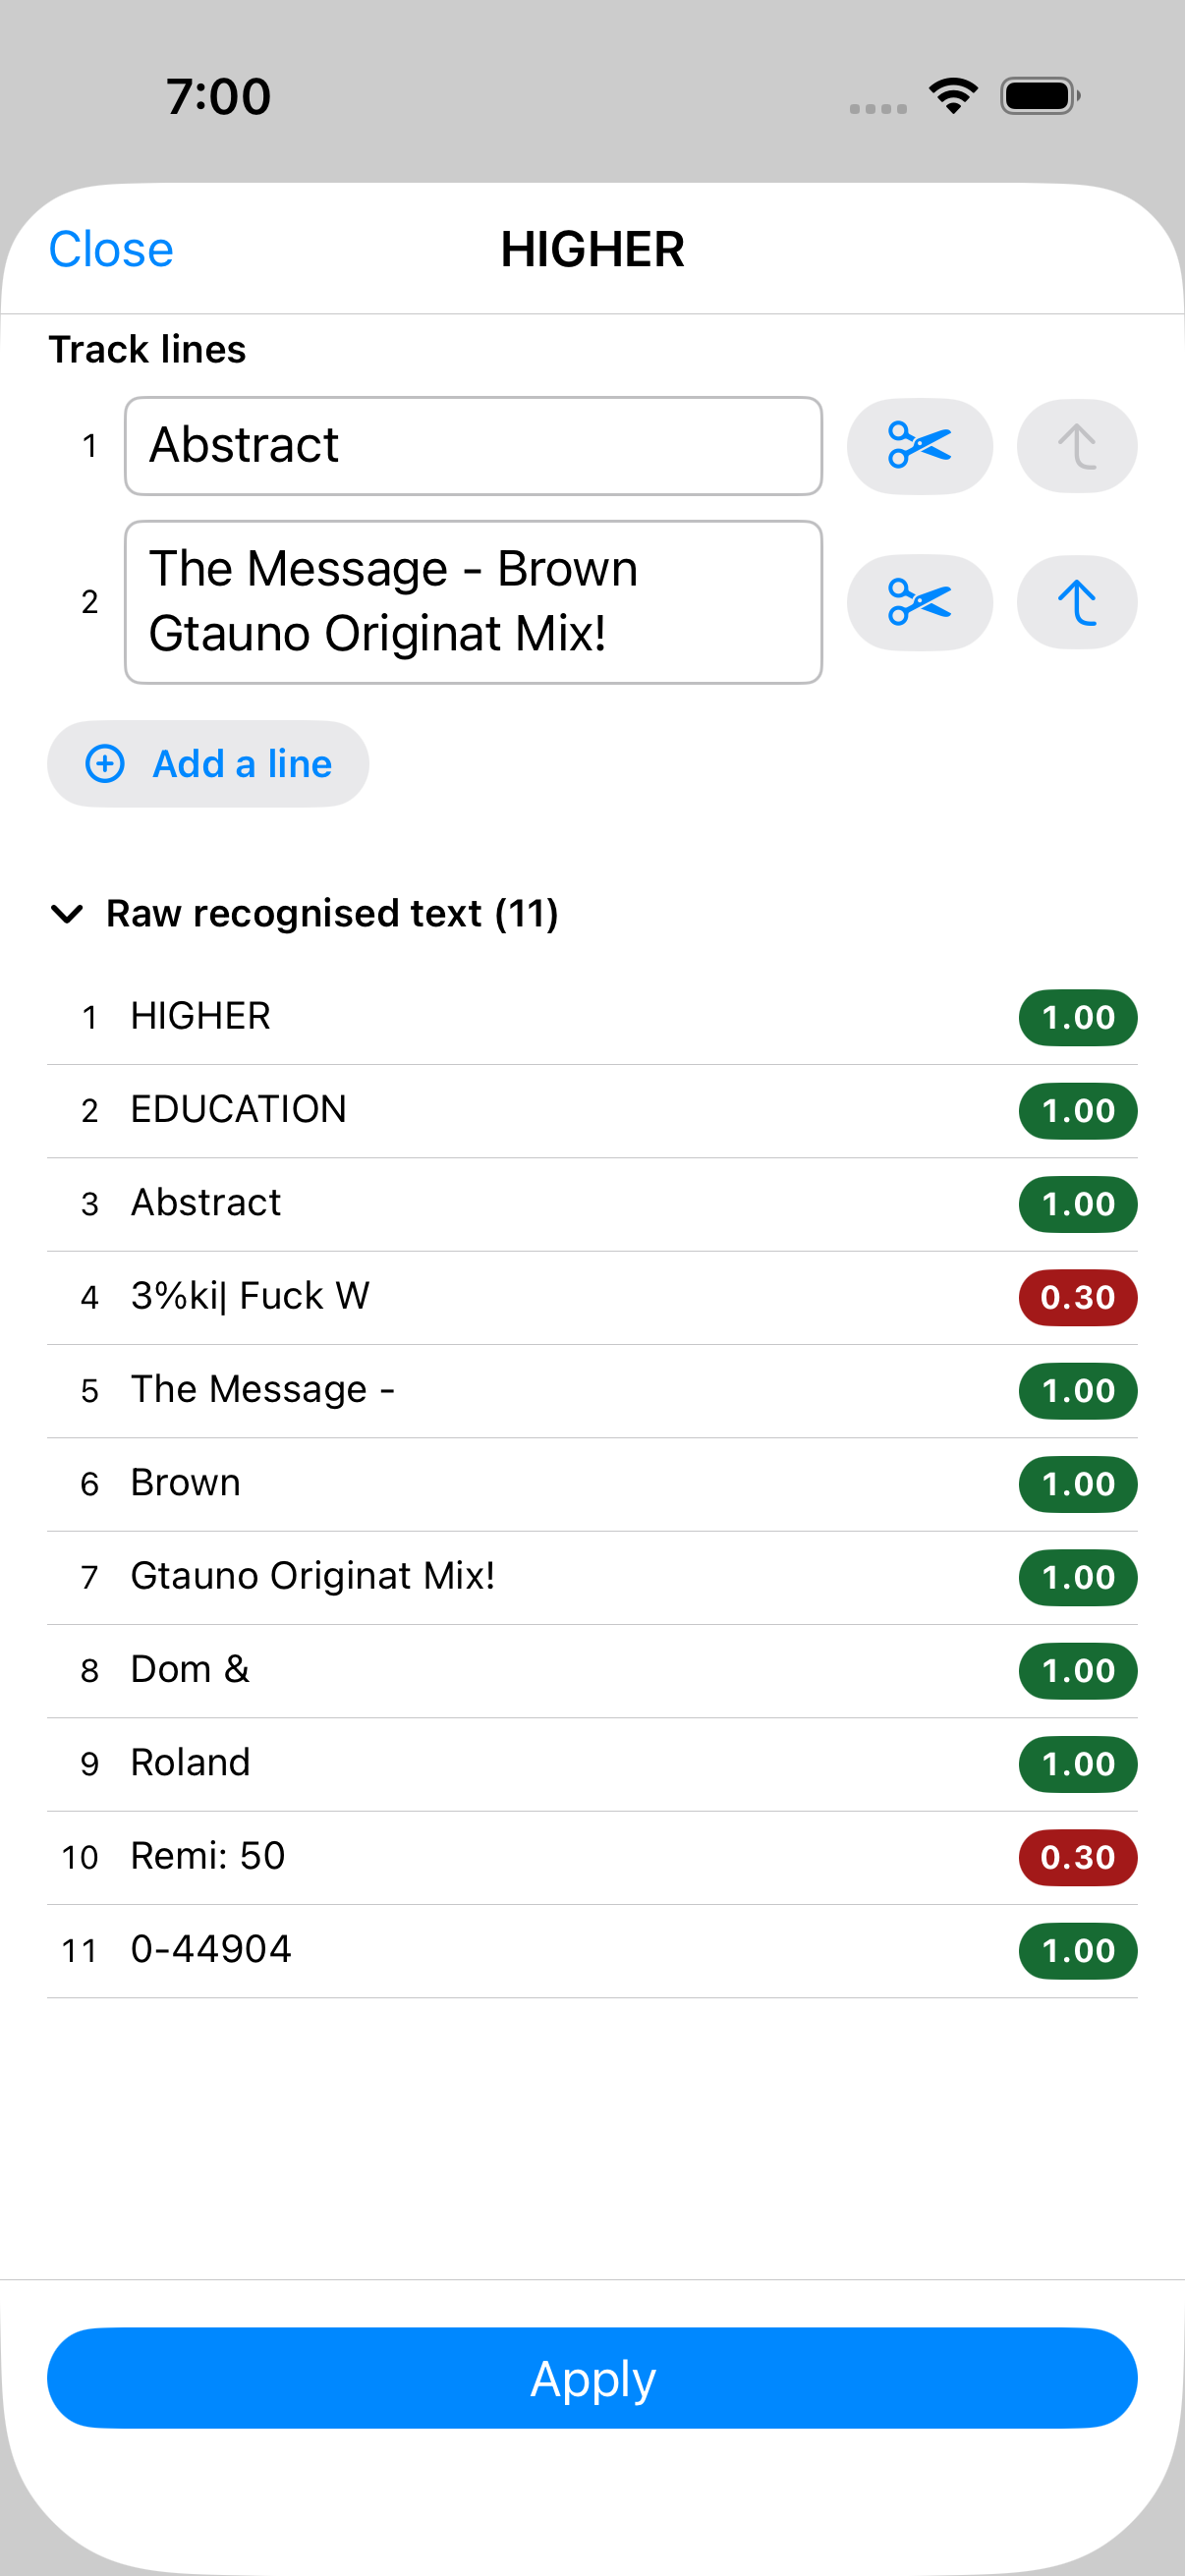 7:00
Close
HIGHER
Track lines
1
Abstract
2
The Message - Brown
Gtauno Originat Mix!
Add a line
Raw recognised text (11)
1 HIGHER 1.00
2 EDUCATION 1.00
3 Abstract 1.00
4 3%ki| Fuck W 0.30
5 The Message - 1.00
6 Brown 1.00
7 Gtauno Originat Mix! 1.00
8 Dom & 1.00
9 Roland 1.00
10 Remi: 50 0.30
11 0-44904 1.00
Apply